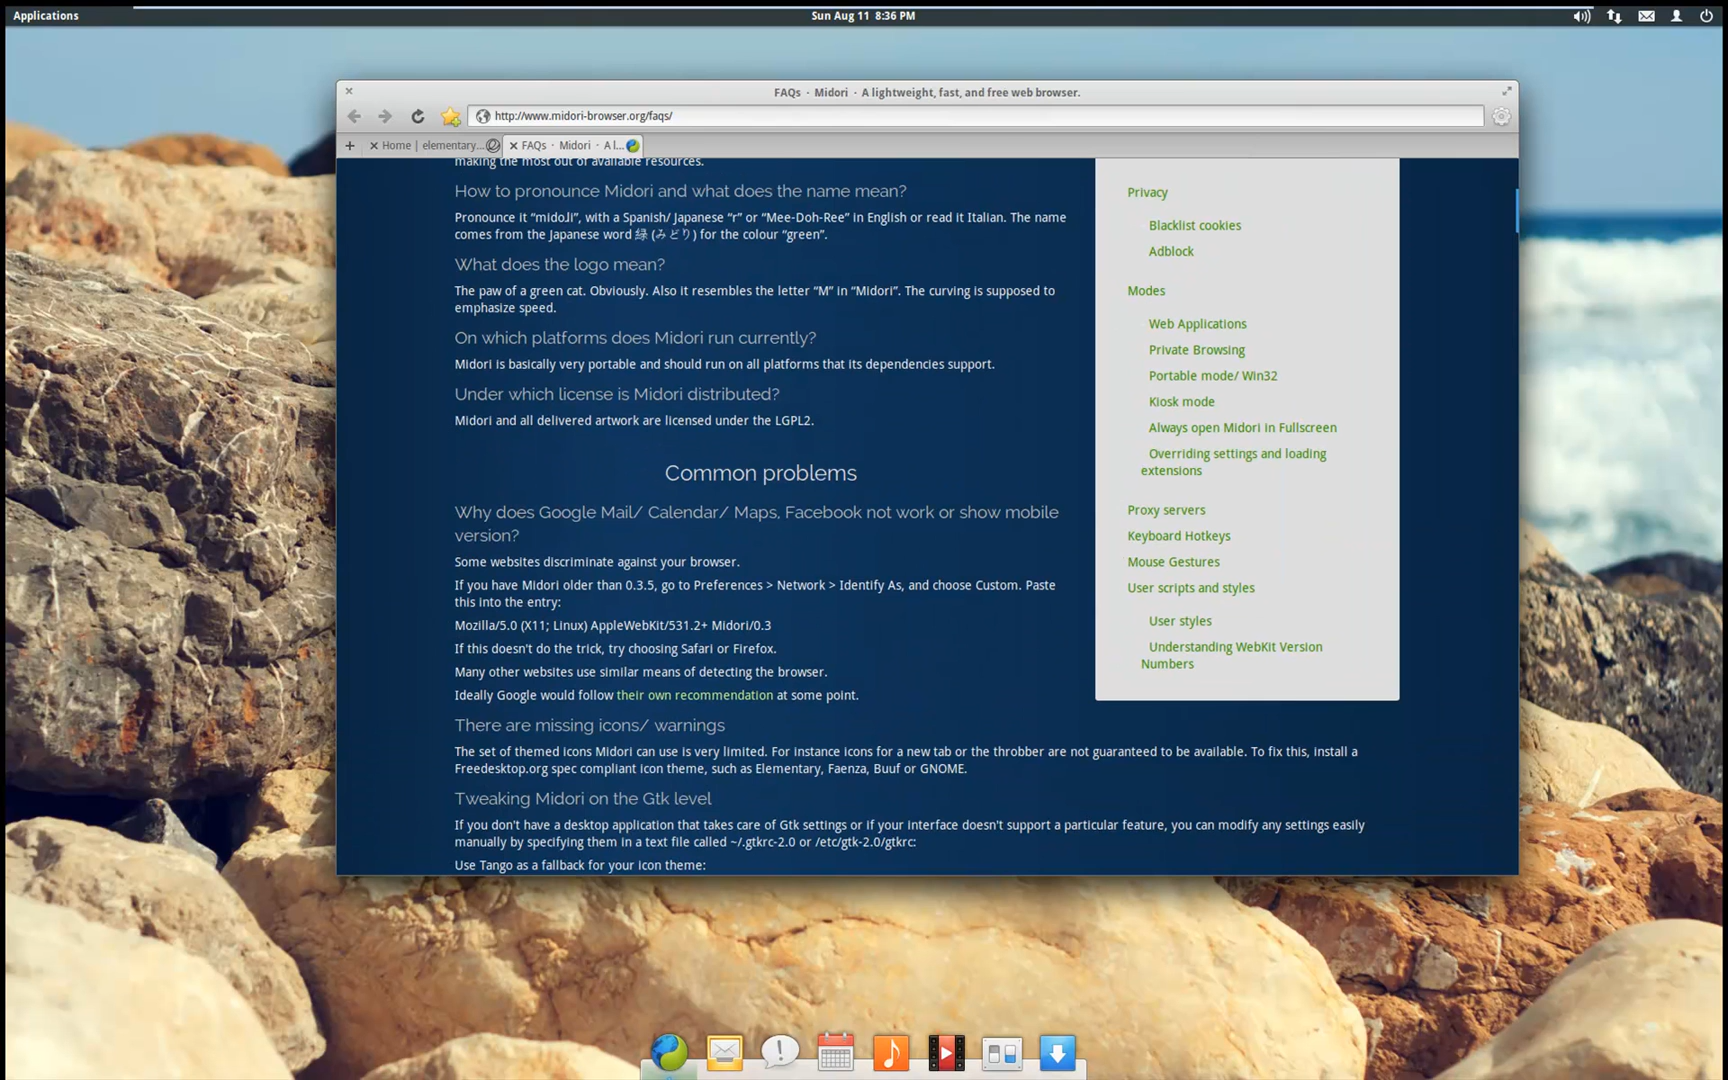 Applications
Sun Aug 11 8:36 PM
FAQs · Midori · A lightweight, fast, and free web browser.
http://www.midori-browser.org/faqs/
Home | elementary...
FAQs · Midori · A l...
making the most out of available resources.
How to pronounce Midori and what does the name mean?
Pronounce it “midoɺi”, with a Spanish/ Japanese “r” or “Mee-Doh-Ree” in English or read it Italian. The name
comes from the Japanese word 緑 (みどり) for the colour “green”.
What does the logo mean?
The paw of a green cat. Obviously. Also it resembles the letter “M” in “Midori”. The curving is supposed to
emphasize speed.
On which platforms does Midori run currently?
Midori is basically very portable and should run on all platforms that its dependencies support.
Under which license is Midori distributed?
Midori and all delivered artwork are licensed under the LGPL2.
Common problems
Why does Google Mail/ Calendar/ Maps, Facebook not work or show mobile
version?
Some websites discriminate against your browser.
If you have Midori older than 0.3.5, go to Preferences > Network > Identify As, and choose Custom. Paste
this into the entry:
Mozilla/5.0 (X11; Linux) AppleWebKit/531.2+ Midori/0.3
If this doesn't do the trick, try choosing Safari or Firefox.
Many other websites use similar means of detecting the browser.
Ideally Google would follow their own recommendation at some point.
There are missing icons/ warnings
The set of themed icons Midori can use is very limited. For instance icons for a new tab or the throbber are not guaranteed to be available. To fix this, install a
Freedesktop.org spec compliant icon theme, such as Elementary, Faenza, Buuf or GNOME.
Tweaking Midori on the Gtk level
If you don't have a desktop application that takes care of Gtk settings or if your interface doesn't support a particular feature, you can modify any settings easily
manually by specifying them in a text file called ~/.gtkrc-2.0 or /etc/gtk-2.0/gtkrc:
Use Tango as a fallback for your icon theme:
Privacy
Blacklist cookies
Adblock
Modes
Web Applications
Private Browsing
Portable mode/ Win32
Kiosk mode
Always open Midori in Fullscreen
Overriding settings and loading
extensions
Proxy servers
Keyboard Hotkeys
Mouse Gestures
User scripts and styles
User styles
Understanding WebKit Version
Numbers